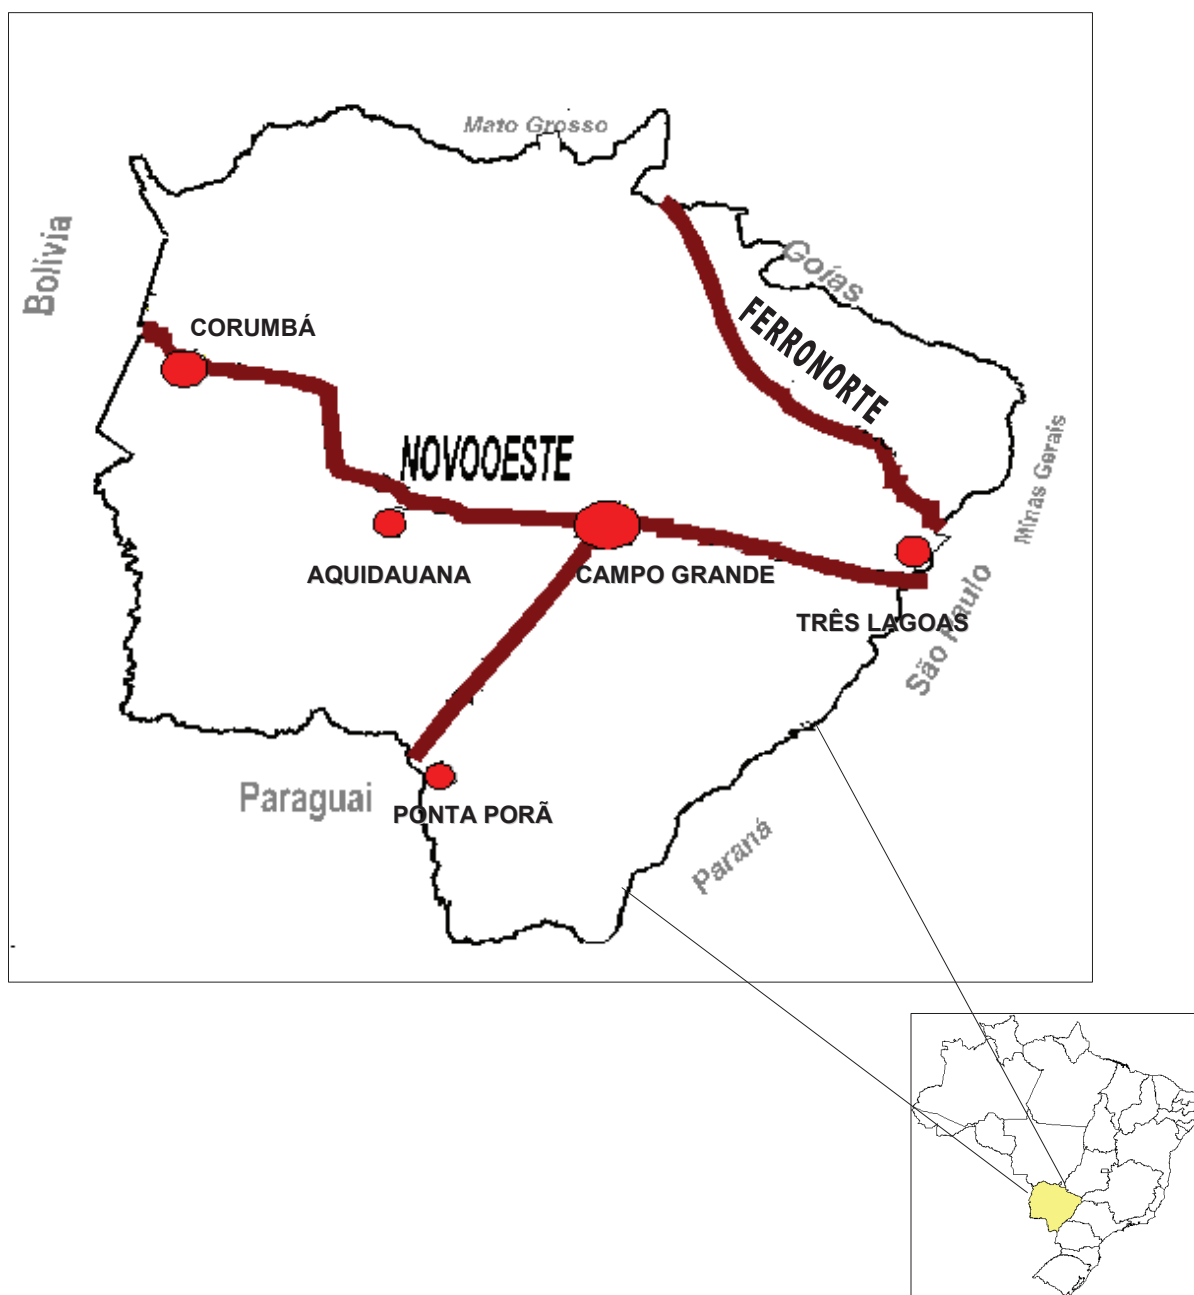 Mato Grosso
Bolívia
Goías
CORUMBÁ
FERRONORTE
NOVOOESTE
Minas Gerais
AQUIDAUANA
CAMPO GRANDE
TRÊS LAGOAS
São Paulo
Paraguai
PONTA PORÃ
Paraná